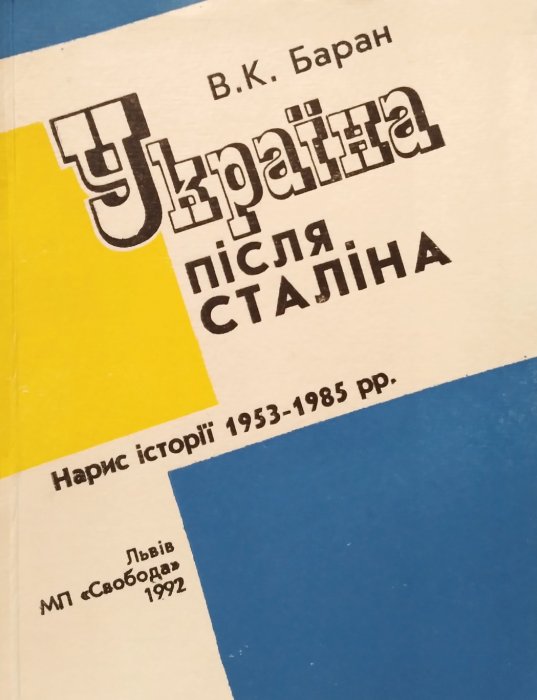 В.К. Баран
Україна
ПІСЛЯ
СТАЛІНА
Нарис історії 1953-1985 рр.
Львів
МП «Свобода»
1992